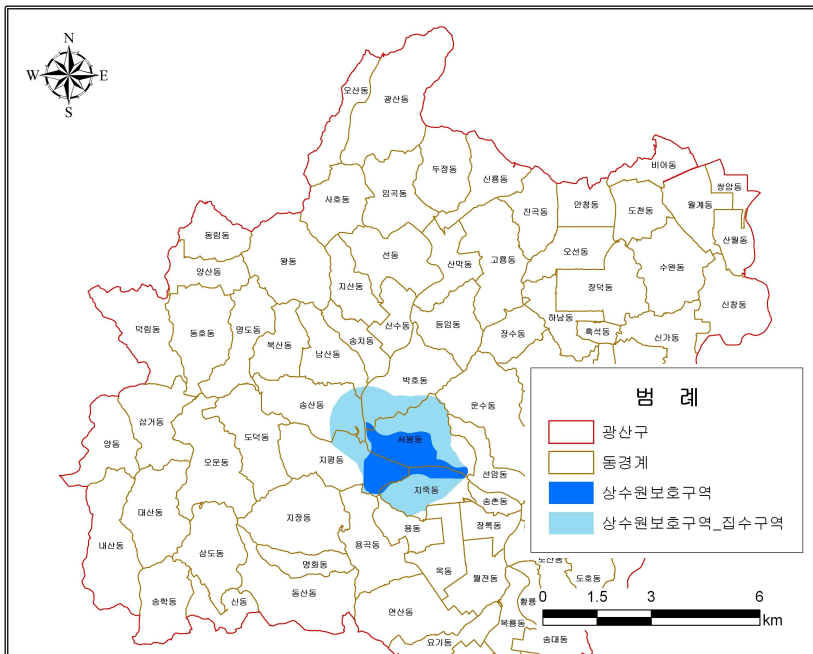 N
W
E
S
오산동
광산동
비아동
쌍암동
두정동
신룡동
사호동
임곡동
진곡동
안청동
도천동
월계동
산월동
동림동
왕동
선동
산막동
고룡동
오선동
수완동
양산동
지산동
장덕동
신창동
덕림동
동호동
명도동
북산동
남산동
송치동
산수동
등임동
장수동
하남동
흑석동
신가동
박호동
송산동
운수동
삼거동
양동
도덕동
오운동
지평동
서봉동
선암동
지죽동
송촌동
내산동
대산동
지정동
용곡동
용동
장록동
삼도동
명화동
옥동
월전동
도호동
송학동
신동
동산동
연산동
황룡
복룡동
요기동
송대동
범 례
광산구
동경계
상수원보호구역
상수원보호구역_집수구역
0 1.5 3 6
km